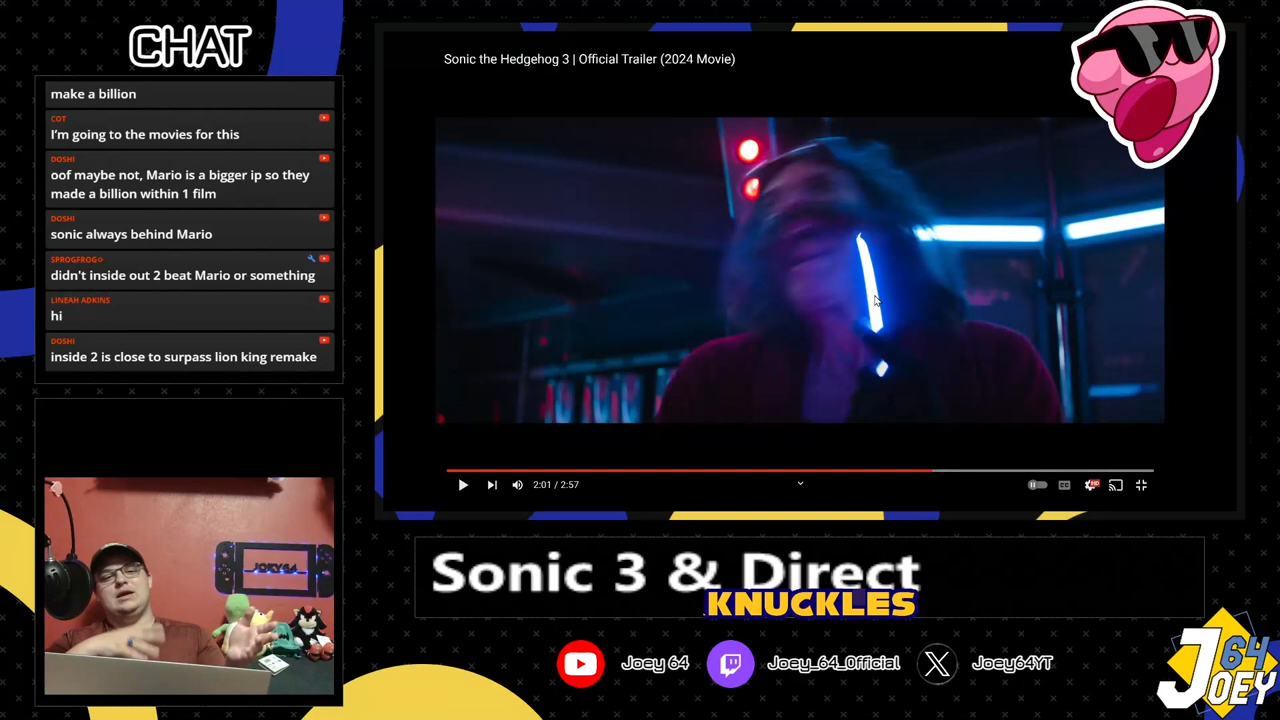 CHAT
make a billion
COT
I'm going to the movies for this
DOSHI
oof maybe not, Mario is a bigger ip so they
made a billion within 1 film
DOSHI
sonic always behind Mario
SPROGFROG
didn't inside out 2 beat Mario or something
LINEAH ADKINS
hi
DOSHI
inside 2 is close to surpass lion king remake
Sonic the Hedgehog 3 | Official Trailer (2024 Movie)
2:01 / 2:57
CC
HD
JOEY64
Sonic 3 & Direct
KNUCKLES
Joey 64
Joey_64_Official
Joey64YT
JOEY 64